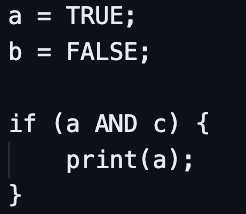 a = TRUE;
b = FALSE;

if (a AND c) {
    print(a);
}